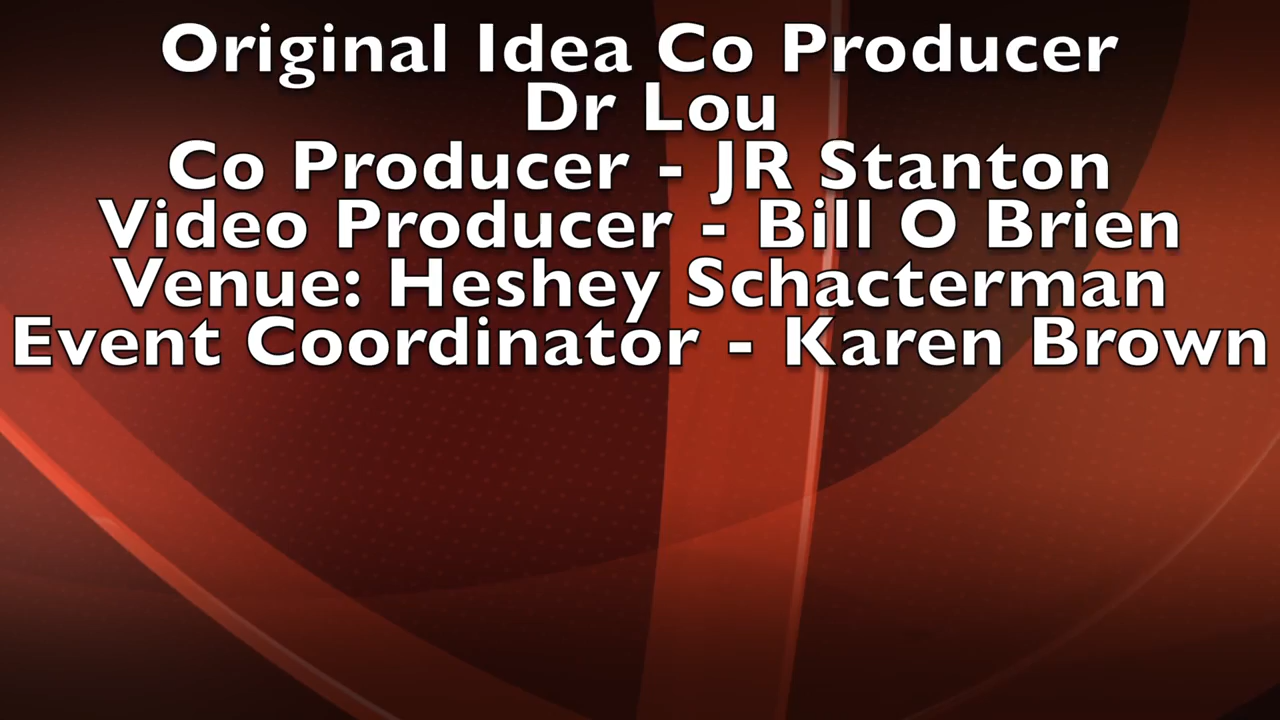 Original Idea Co Producer
Dr Lou
Co Producer - JR Stanton
Video Producer - Bill O Brien
Venue: Heshey Schacterman
Event Coordinator - Karen Brown